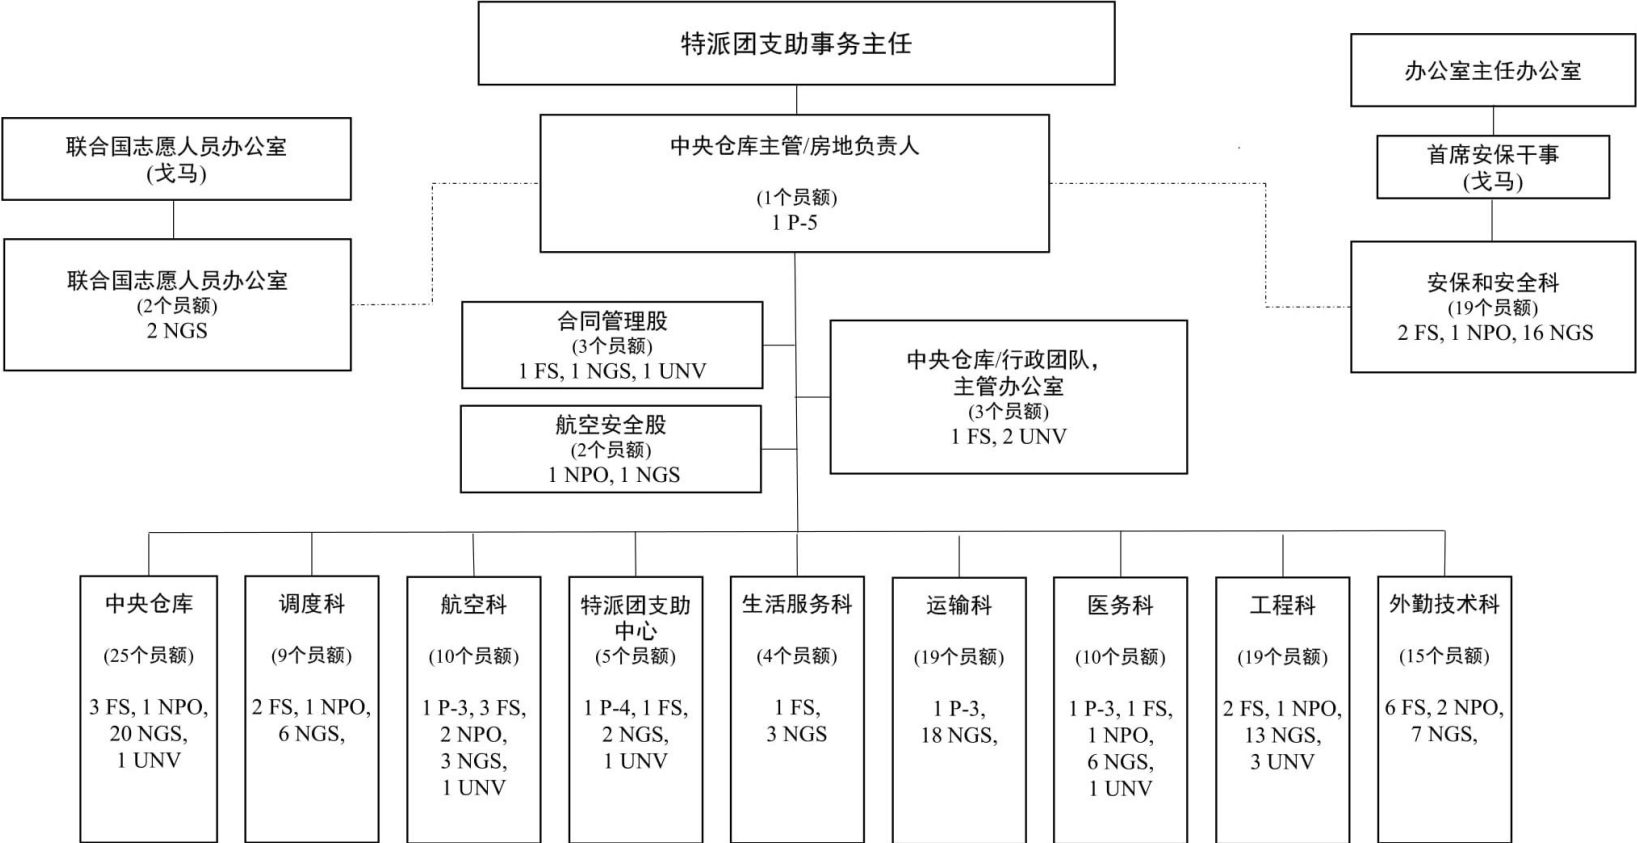 特派团支助事务主任
办公室主任办公室
联合国志愿人员办公室
(戈马)
中央仓库主管/房地负责人
(1个员额)
1 P-5
首席安保干事
(戈马)
联合国志愿人员办公室
(2个员额)
2 NGS
安保和安全科
(19个员额)
2 FS, 1 NPO, 16 NGS
合同管理股
(3个员额)
1 FS, 1 NGS, 1 UNV
中央仓库/行政团队，
主管办公室
(3个员额)
1 FS, 2 UNV
航空安全股
(2个员额)
1 NPO, 1 NGS
中央仓库
(25个员额)
3 FS, 1 NPO,
20 NGS,
1 UNV
调度科
(9个员额)
2 FS, 1 NPO,
6 NGS,
航空科
(10个员额)
1 P-3, 3 FS,
2 NPO,
3 NGS,
1 UNV
特派团支助
中心
(5个员额)
1 P-4, 1 FS,
2 NGS,
1 UNV
生活服务科
(4个员额)
1 FS,
3 NGS
运输科
(19个员额)
1 P-3,
18 NGS,
医务科
(10个员额)
1 P-3, 1 FS,
1 NPO,
6 NGS,
1 UNV
工程科
(19个员额)
2 FS, 1 NPO,
13 NGS,
3 UNV
外勤技术科
(15个员额)
6 FS, 2 NPO,
7 NGS,